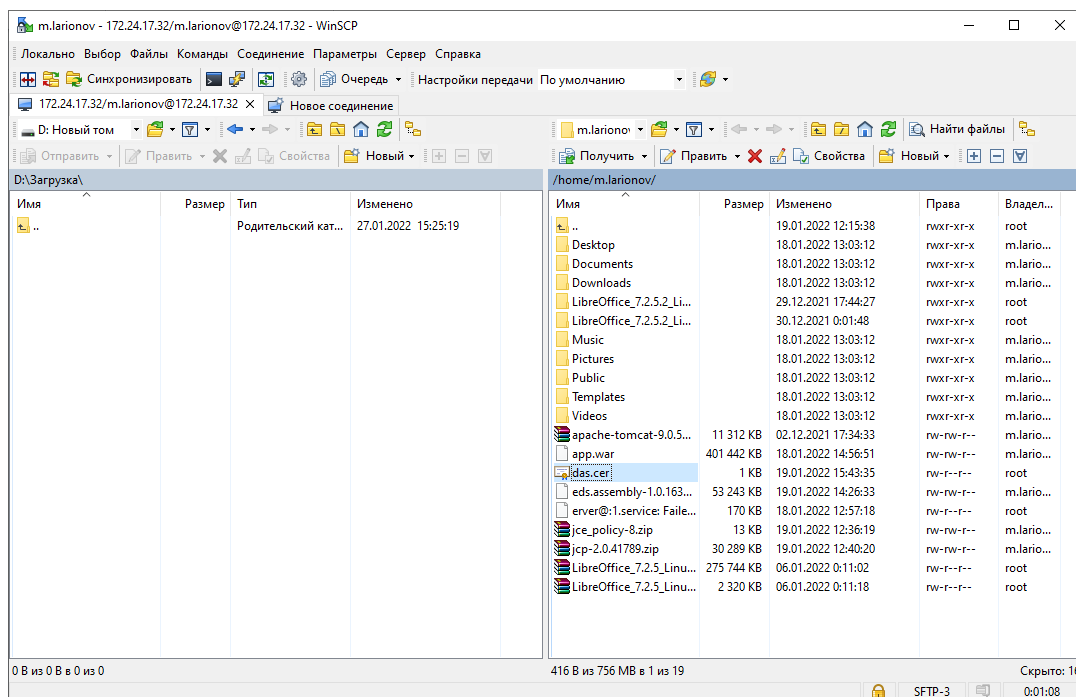 m.larionov - 172.24.17.32/m.larionov@172.24.17.32 - WinSCP
Локально Выбор Файлы Команды Соединение Параметры Сервер Справка
Синхронизировать Очередь Настройки передачи По умолчанию
172.24.17.32/m.larionov@172.24.17.32 Новое соединение
D: Новый том m.larionov Найти файлы
Отправить Править Свойства Новый Получить Править Свойства Новый
D:\Загрузка\ /home/m.larionov/
Имя Размер Тип Изменено Имя Размер Изменено Права Владел...
.. Родительский кат... 27.01.2022 15:25:19 .. 19.01.2022 12:15:38 rwxr-xr-x root
Desktop 18.01.2022 13:03:12 rwxr-xr-x m.lario...
Documents 18.01.2022 13:03:12 rwxr-xr-x m.lario...
Downloads 18.01.2022 13:03:12 rwxr-xr-x m.lario...
LibreOffice_7.2.5.2_Li... 29.12.2021 17:44:27 rwxr-xr-x root
LibreOffice_7.2.5.2_Li... 30.12.2021 0:01:48 rwxr-xr-x root
Music 18.01.2022 13:03:12 rwxr-xr-x m.lario...
Pictures 18.01.2022 13:03:12 rwxr-xr-x m.lario...
Public 18.01.2022 13:03:12 rwxr-xr-x m.lario...
Templates 18.01.2022 13:03:12 rwxr-xr-x m.lario...
Videos 18.01.2022 13:03:12 rwxr-xr-x m.lario...
apache-tomcat-9.0.5... 11 312 KB 02.12.2021 17:34:33 rw-rw-r-- m.lario...
app.war 401 442 KB 18.01.2022 14:56:51 rw-rw-r-- m.lario...
das.cer 1 KB 19.01.2022 15:43:35 rw-r--r-- root
eds.assembly-1.0.163... 53 243 KB 19.01.2022 14:26:33 rw-rw-r-- m.lario...
erver@:1.service: Faile... 170 KB 18.01.2022 12:57:18 rw-r--r-- root
jce_policy-8.zip 13 KB 19.01.2022 12:36:19 rw-rw-r-- m.lario...
jcp-2.0.41789.zip 30 289 KB 19.01.2022 12:40:20 rw-rw-r-- m.lario...
LibreOffice_7.2.5_Linu... 275 744 KB 06.01.2022 0:11:02 rw-r--r-- root
LibreOffice_7.2.5_Linu... 2 320 KB 06.01.2022 0:11:18 rw-r--r-- root
0 B из 0 B в 0 из 0 416 B из 756 MB в 1 из 19 Скрыто: 16
SFTP-3 0:01:08